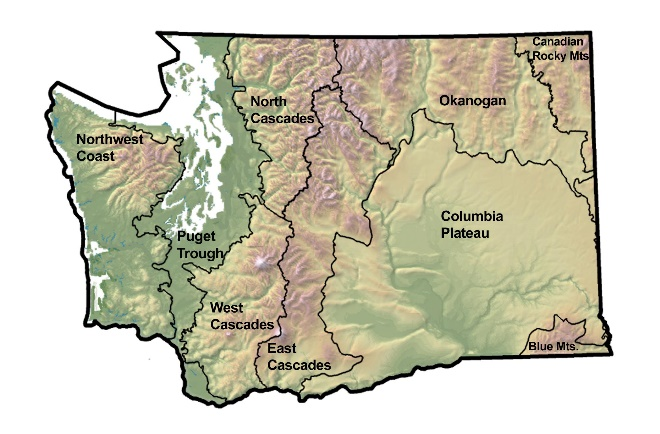 Canadian
Rocky Mts
North
Cascades
Okanogan
Northwest
Coast
Columbia
Plateau
Puget
Trough
West
Cascades
East
Cascades
Blue Mts.